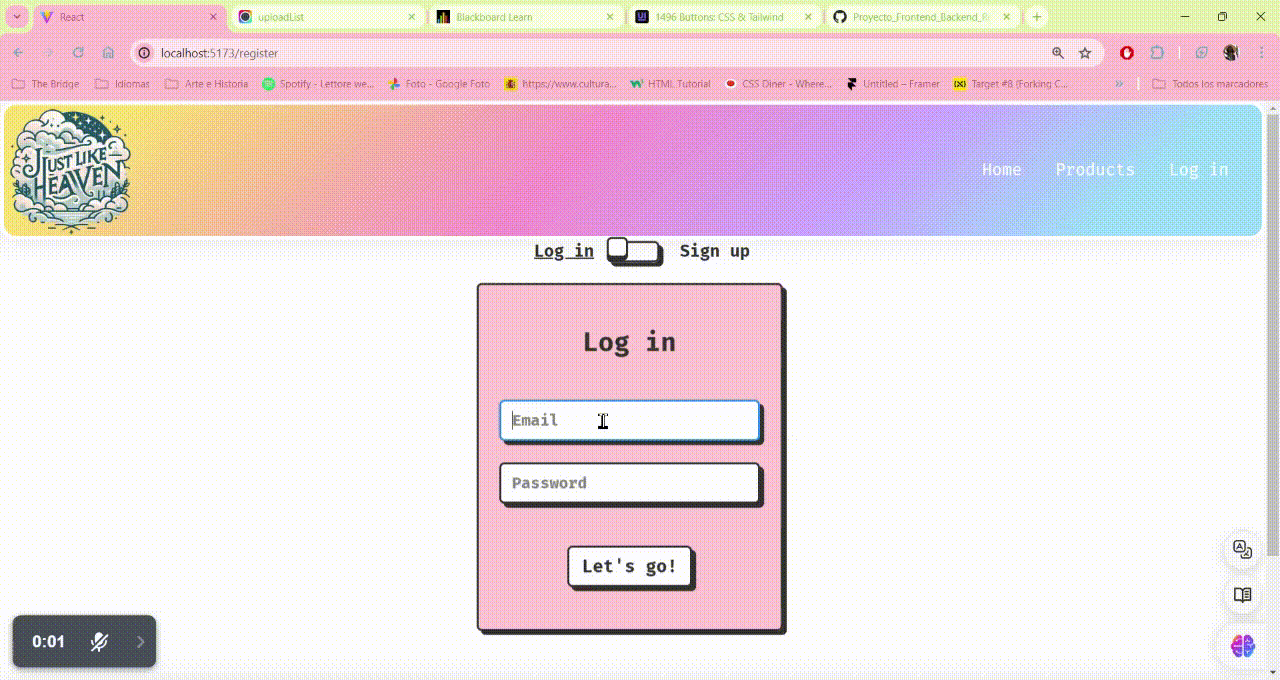 React
uploadList
Blackboard Learn
1496 Buttons: CSS & Tailwind
Proyecto_Frontend_Backend_R
localhost:5173/register
The Bridge
Idiomas
Arte e Historia
Spotify - Lettore we...
Foto - Google Foto
https://www.cultura...
HTML Tutorial
CSS Diner - Where...
Untitled – Framer
Target #8 (Forking C...
»
Todos los marcadores
JUST LIKE
HEAVEN
Home
Products
Log in
Log in
Sign up
Log in
Email
Password
Let's go!
0:01